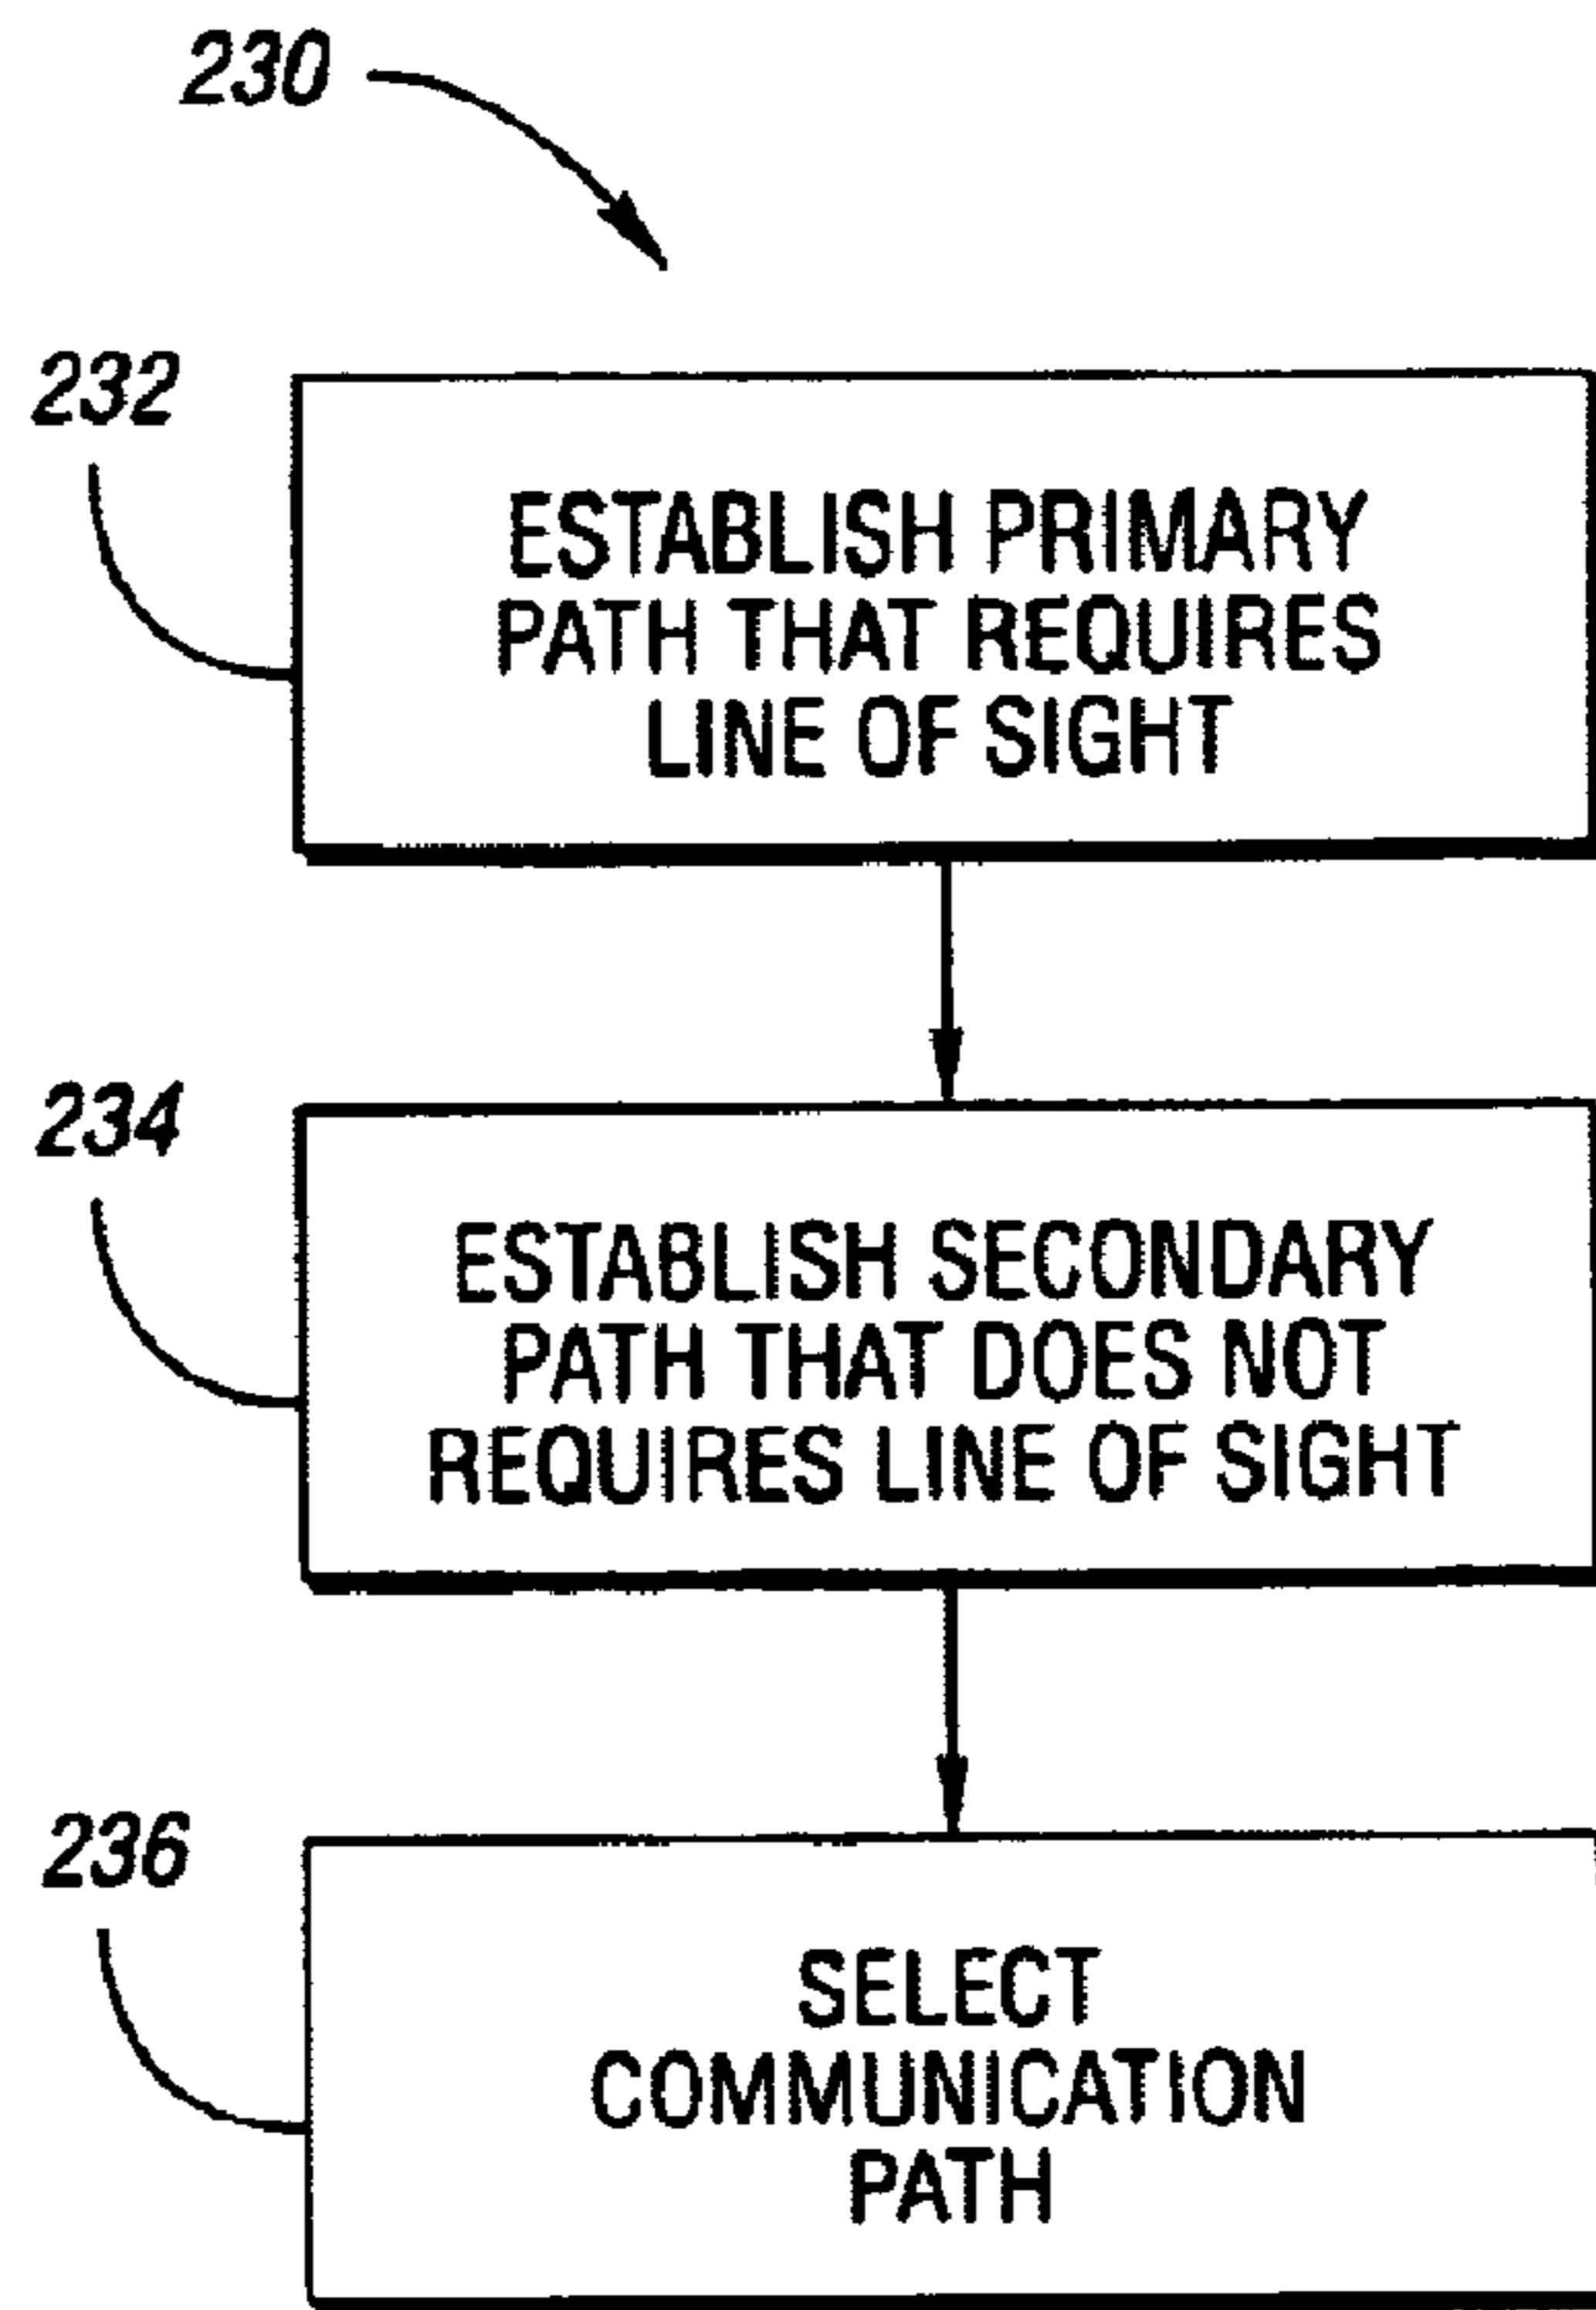 230
232
ESTABLISH PRIMARY
PATH THAT REQUIRES
LINE OF SIGHT
234
ESTABLISH SECONDARY
PATH THAT DOES NOT
REQUIRES LINE OF SIGHT
236
SELECT
COMMUNICATION
PATH